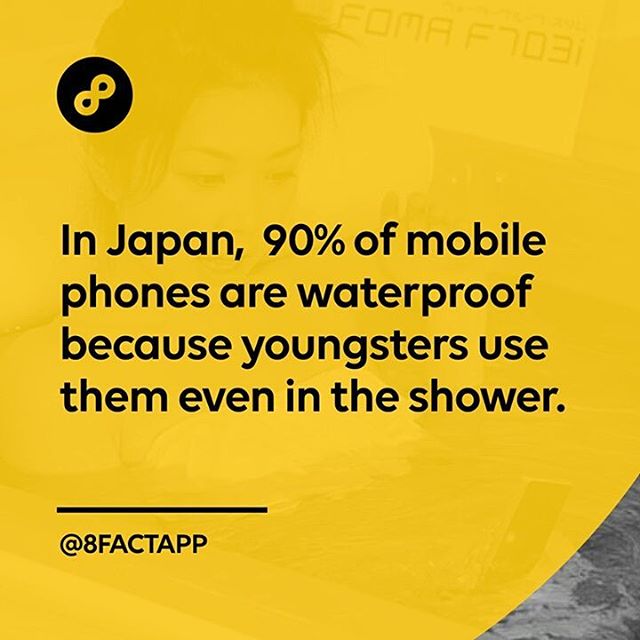 FOMA F703i
In Japan,  90% of mobile
phones are waterproof
because youngsters use
them even in the shower.
@8FACTAPP